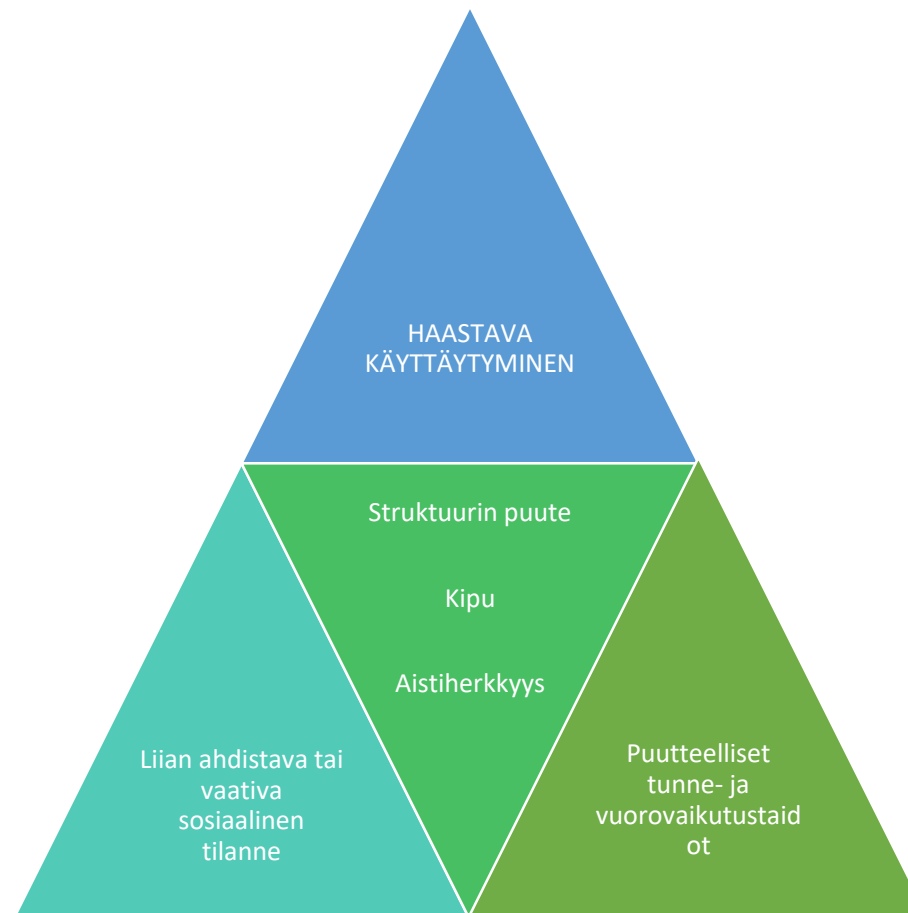 HAASTAVA
KÄYTTÄYTYMINEN
Struktuurin puute
Kipu
Aistiherkkyys
Liian ahdistava tai
vaativa
sosiaalinen
tilanne
Puutteelliset
tunne- ja
vuorovaikutustaid
ot